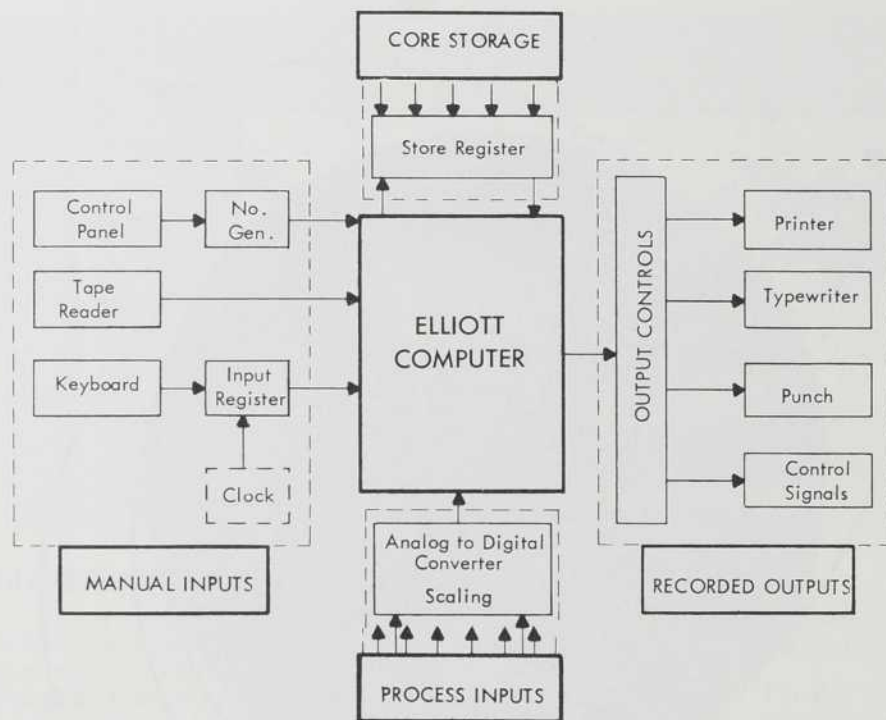 CORE STORAGE
Store Register
Control
Panel
No.
Gen.
Tape
Reader
Keyboard
Input
Register
Clock
MANUAL INPUTS
ELLIOTT
COMPUTER
Analog to Digital
Converter
Scaling
PROCESS INPUTS
OUTPUT CONTROLS
Printer
Typewriter
Punch
Control
Signals
RECORDED OUTPUTS